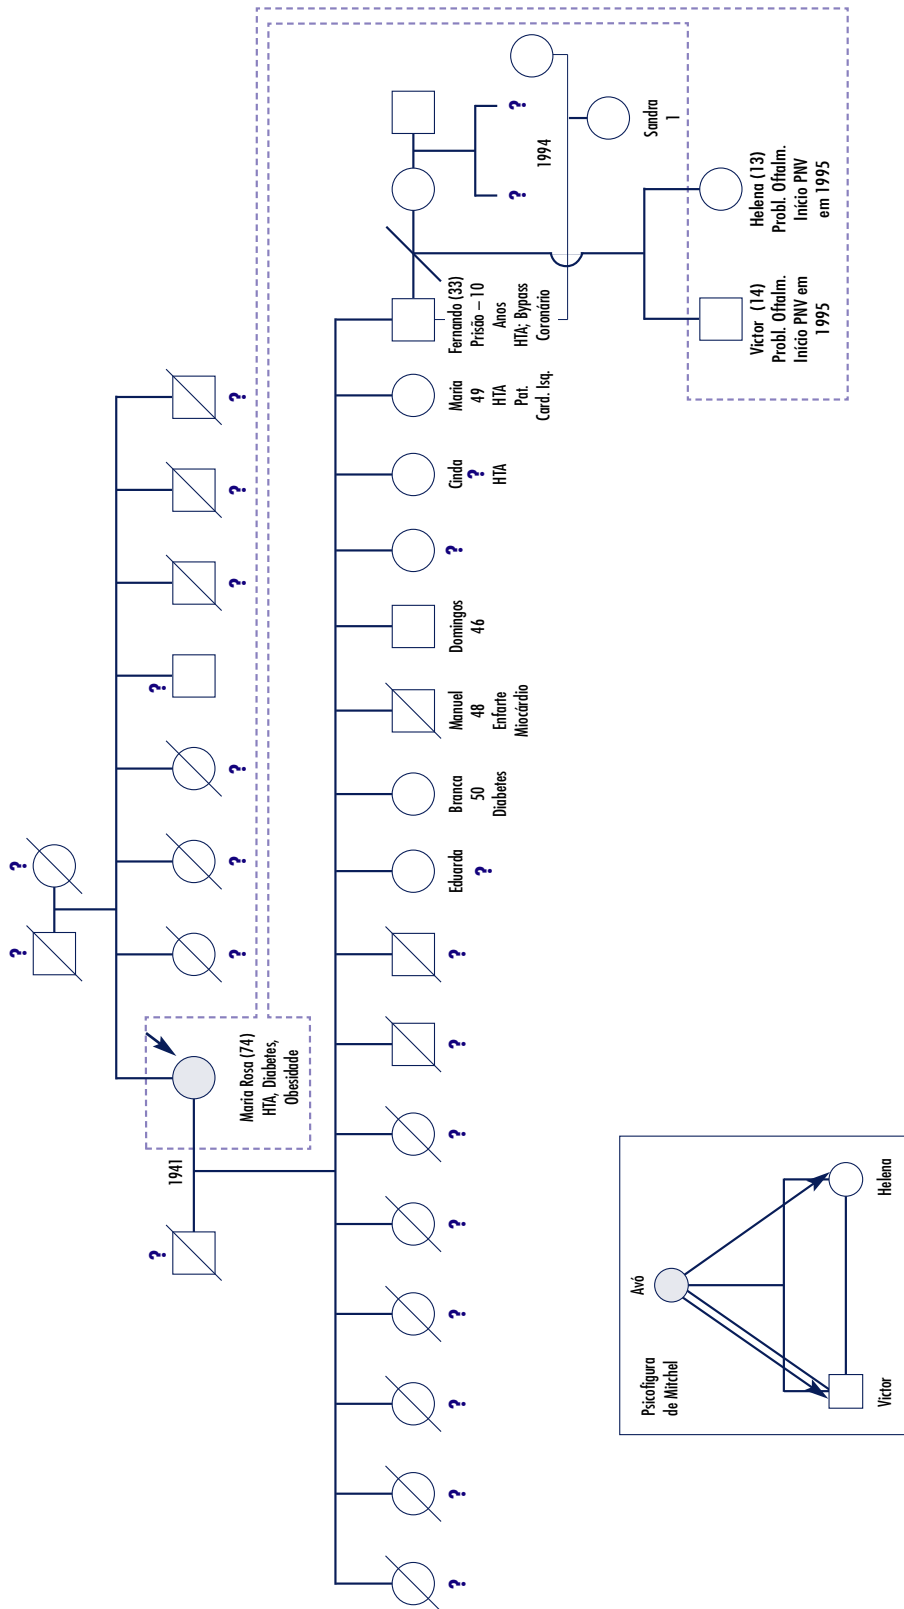 ?
?
?
?
?
?
?
?
?
1941
?
Maria Rosa (74)
HTA, Diabetes,
Obesidade
?
?
?
?
?
?
?
?
Eduarda
?
Branca
50
Diabetes
Manuel
48
Enfarte
Miocárdio
Domingos
46
?
Cinda
?
HTA
Maria
49
HTA
Pat.
Card. Isq.
Fernando (33)
Prisão – 10
Anos
HTA; Bypass
Coronário
?
?
1994
Sandra
1
Victor (14)
Probl. Oftalm.
Início PNV em
1995
Helena (13)
Probl. Oftalm.
Início PNV
em 1995
Psicofigura
de Mitchel
Avó
Victor
Helena